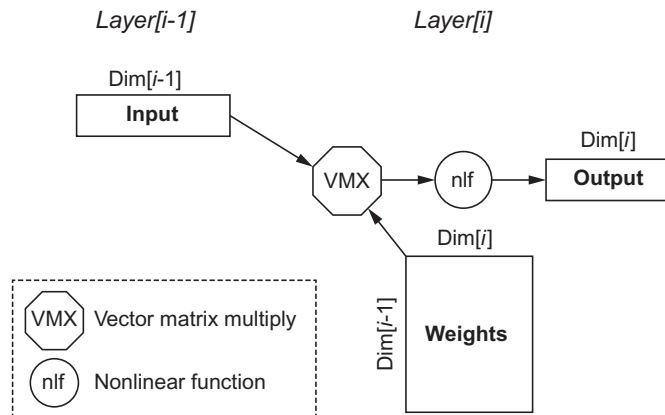 Layer[i-1]
Layer[i]
Dim[i-1]
Input
VMX
nlf
Dim[i]
Output
Dim[i]
Dim[i-1]
Weights
VMX Vector matrix multiply
nlf Nonlinear function